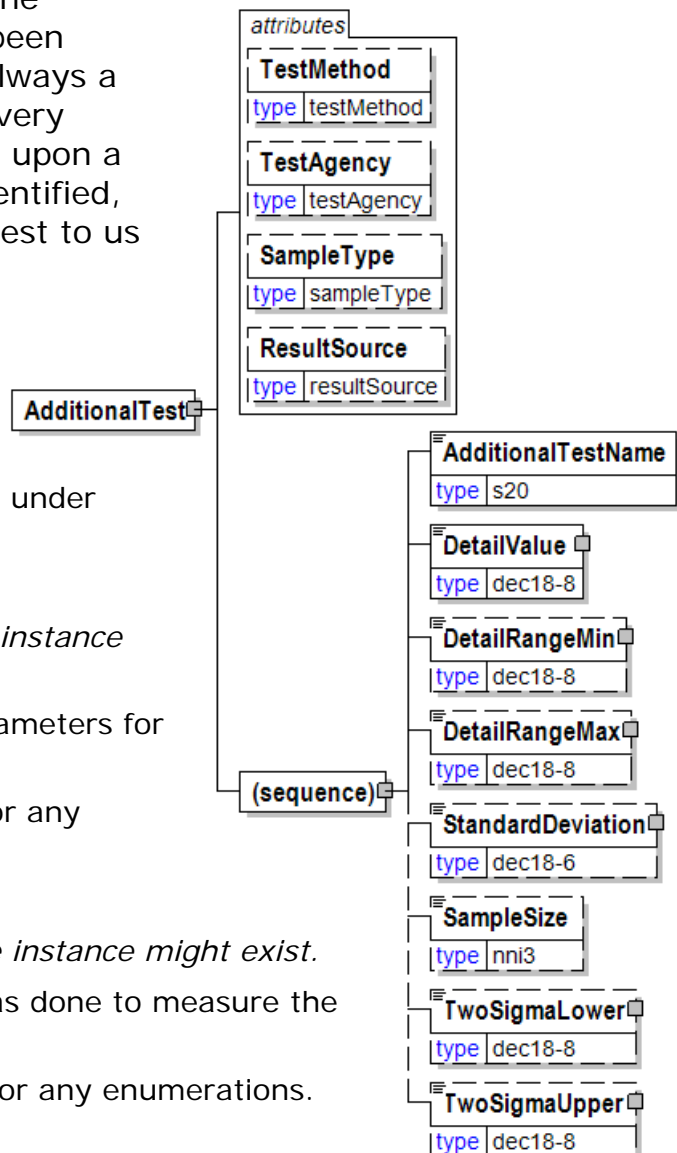 the
been
lways a
very
upon a
entified,
est to us
under
instance
ameters for
or any
e instance might exist.
as done to measure the
or any enumerations.
attributes
TestMethod
type testMethod
TestAgency
type testAgency
SampleType
type sampleType
ResultSource
type resultSource
AdditionalTest
(sequence)
AdditionalTestName
type s20
DetailValue
type dec18-8
DetailRangeMin
type dec18-8
DetailRangeMax
type dec18-8
StandardDeviation
type dec18-6
SampleSize
type nni3
TwoSigmaLower
type dec18-8
TwoSigmaUpper
type dec18-8